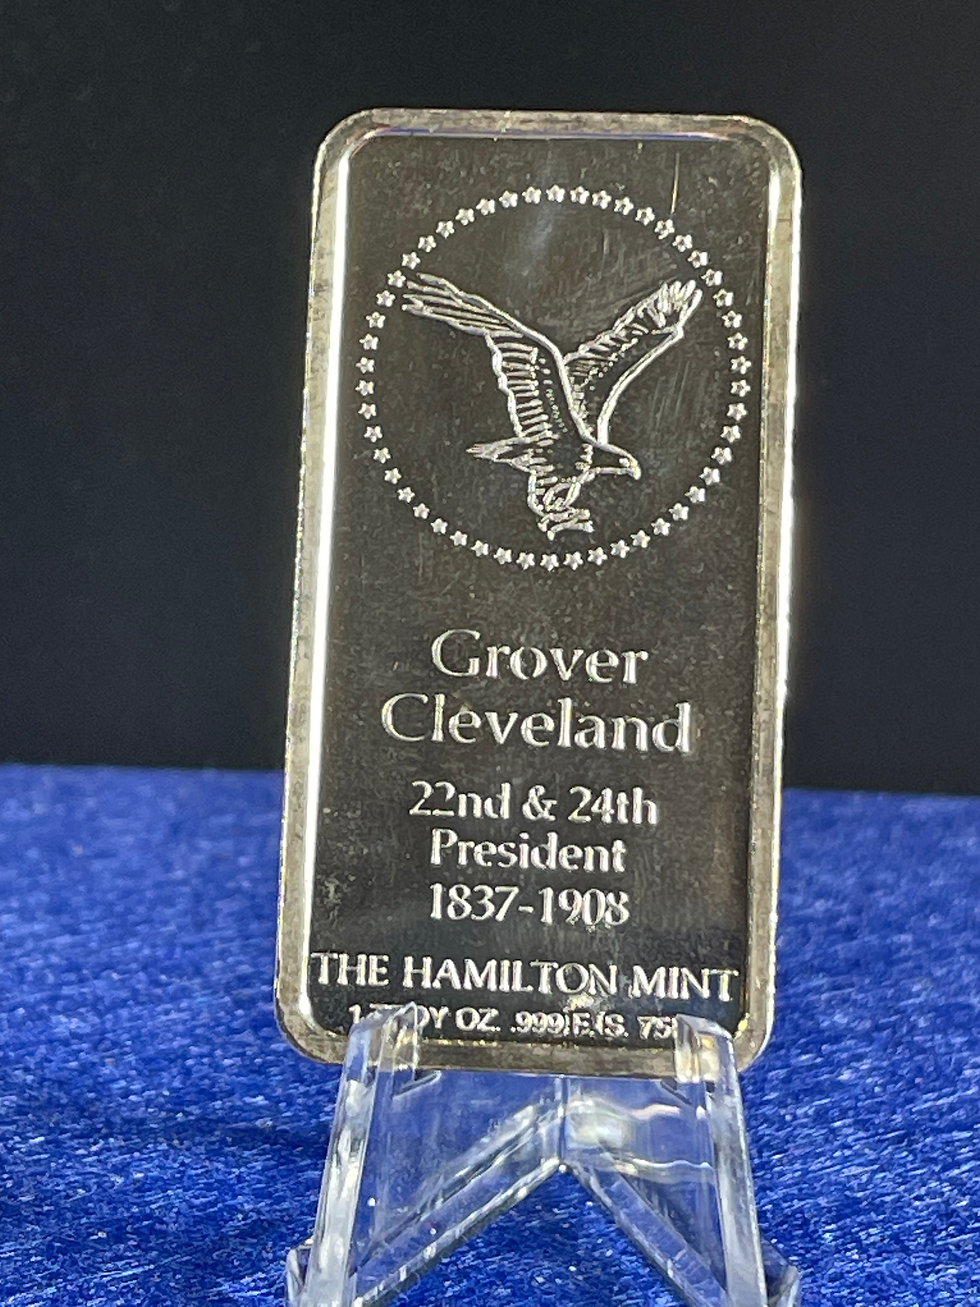 Grover
Cleveland
22nd & 24th
President
1837-1908
THE HAMILTON MINT
OZ. .999 F.S.